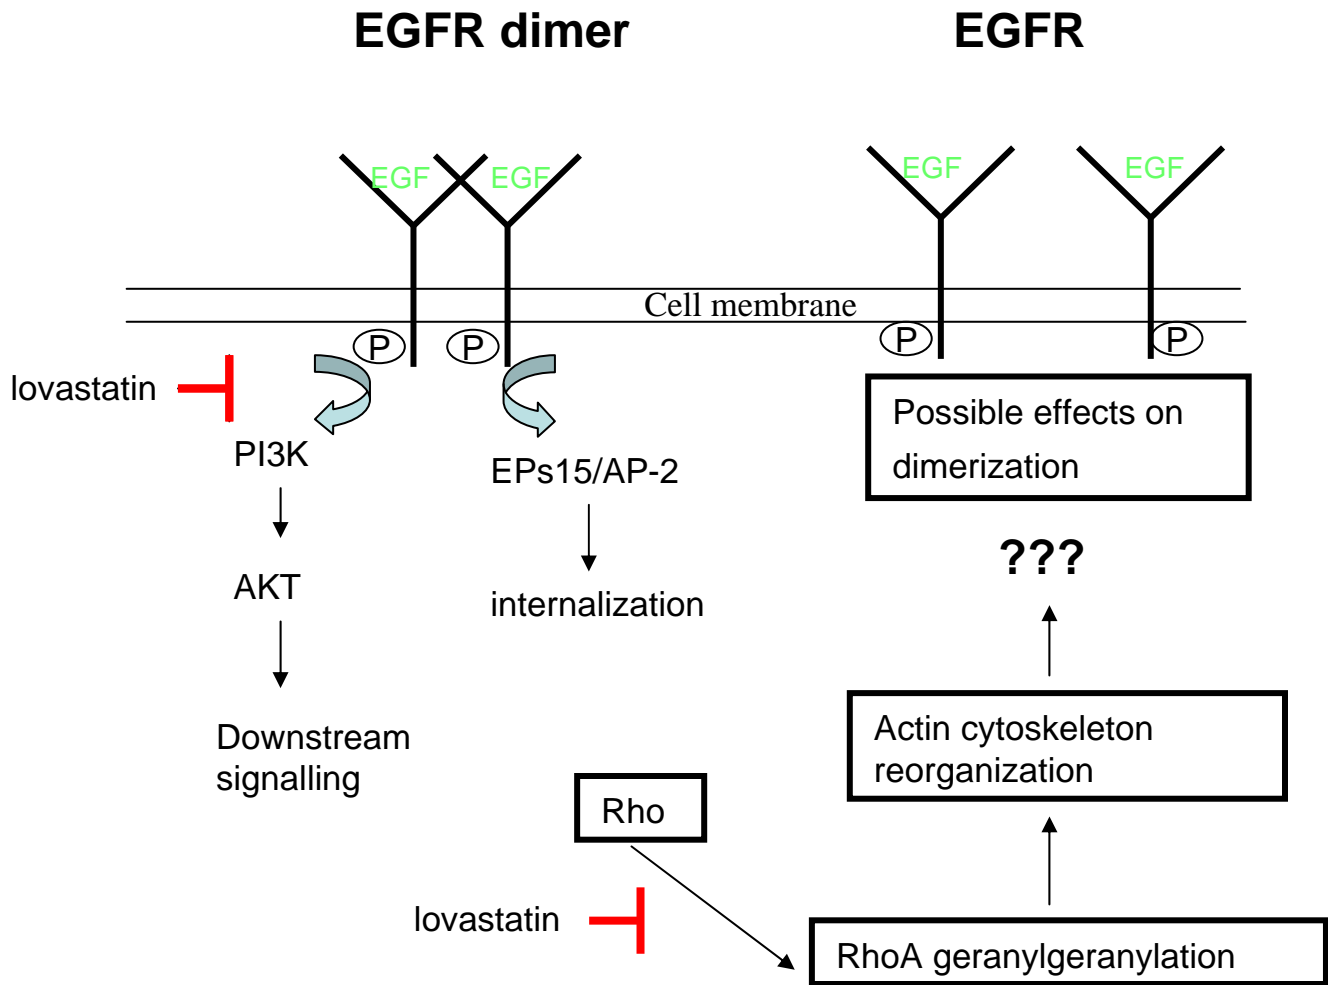 EGFR dimer
EGFR
EGF
EGF
EGF
EGF
Cell membrane
P
P
P
P
lovastatin
PI3K
EPs15/AP-2
Possible effects on
dimerization
???
AKT
internalization
Downstream
signalling
Actin cytoskeleton
reorganization
Rho
lovastatin
RhoA geranylgeranylation